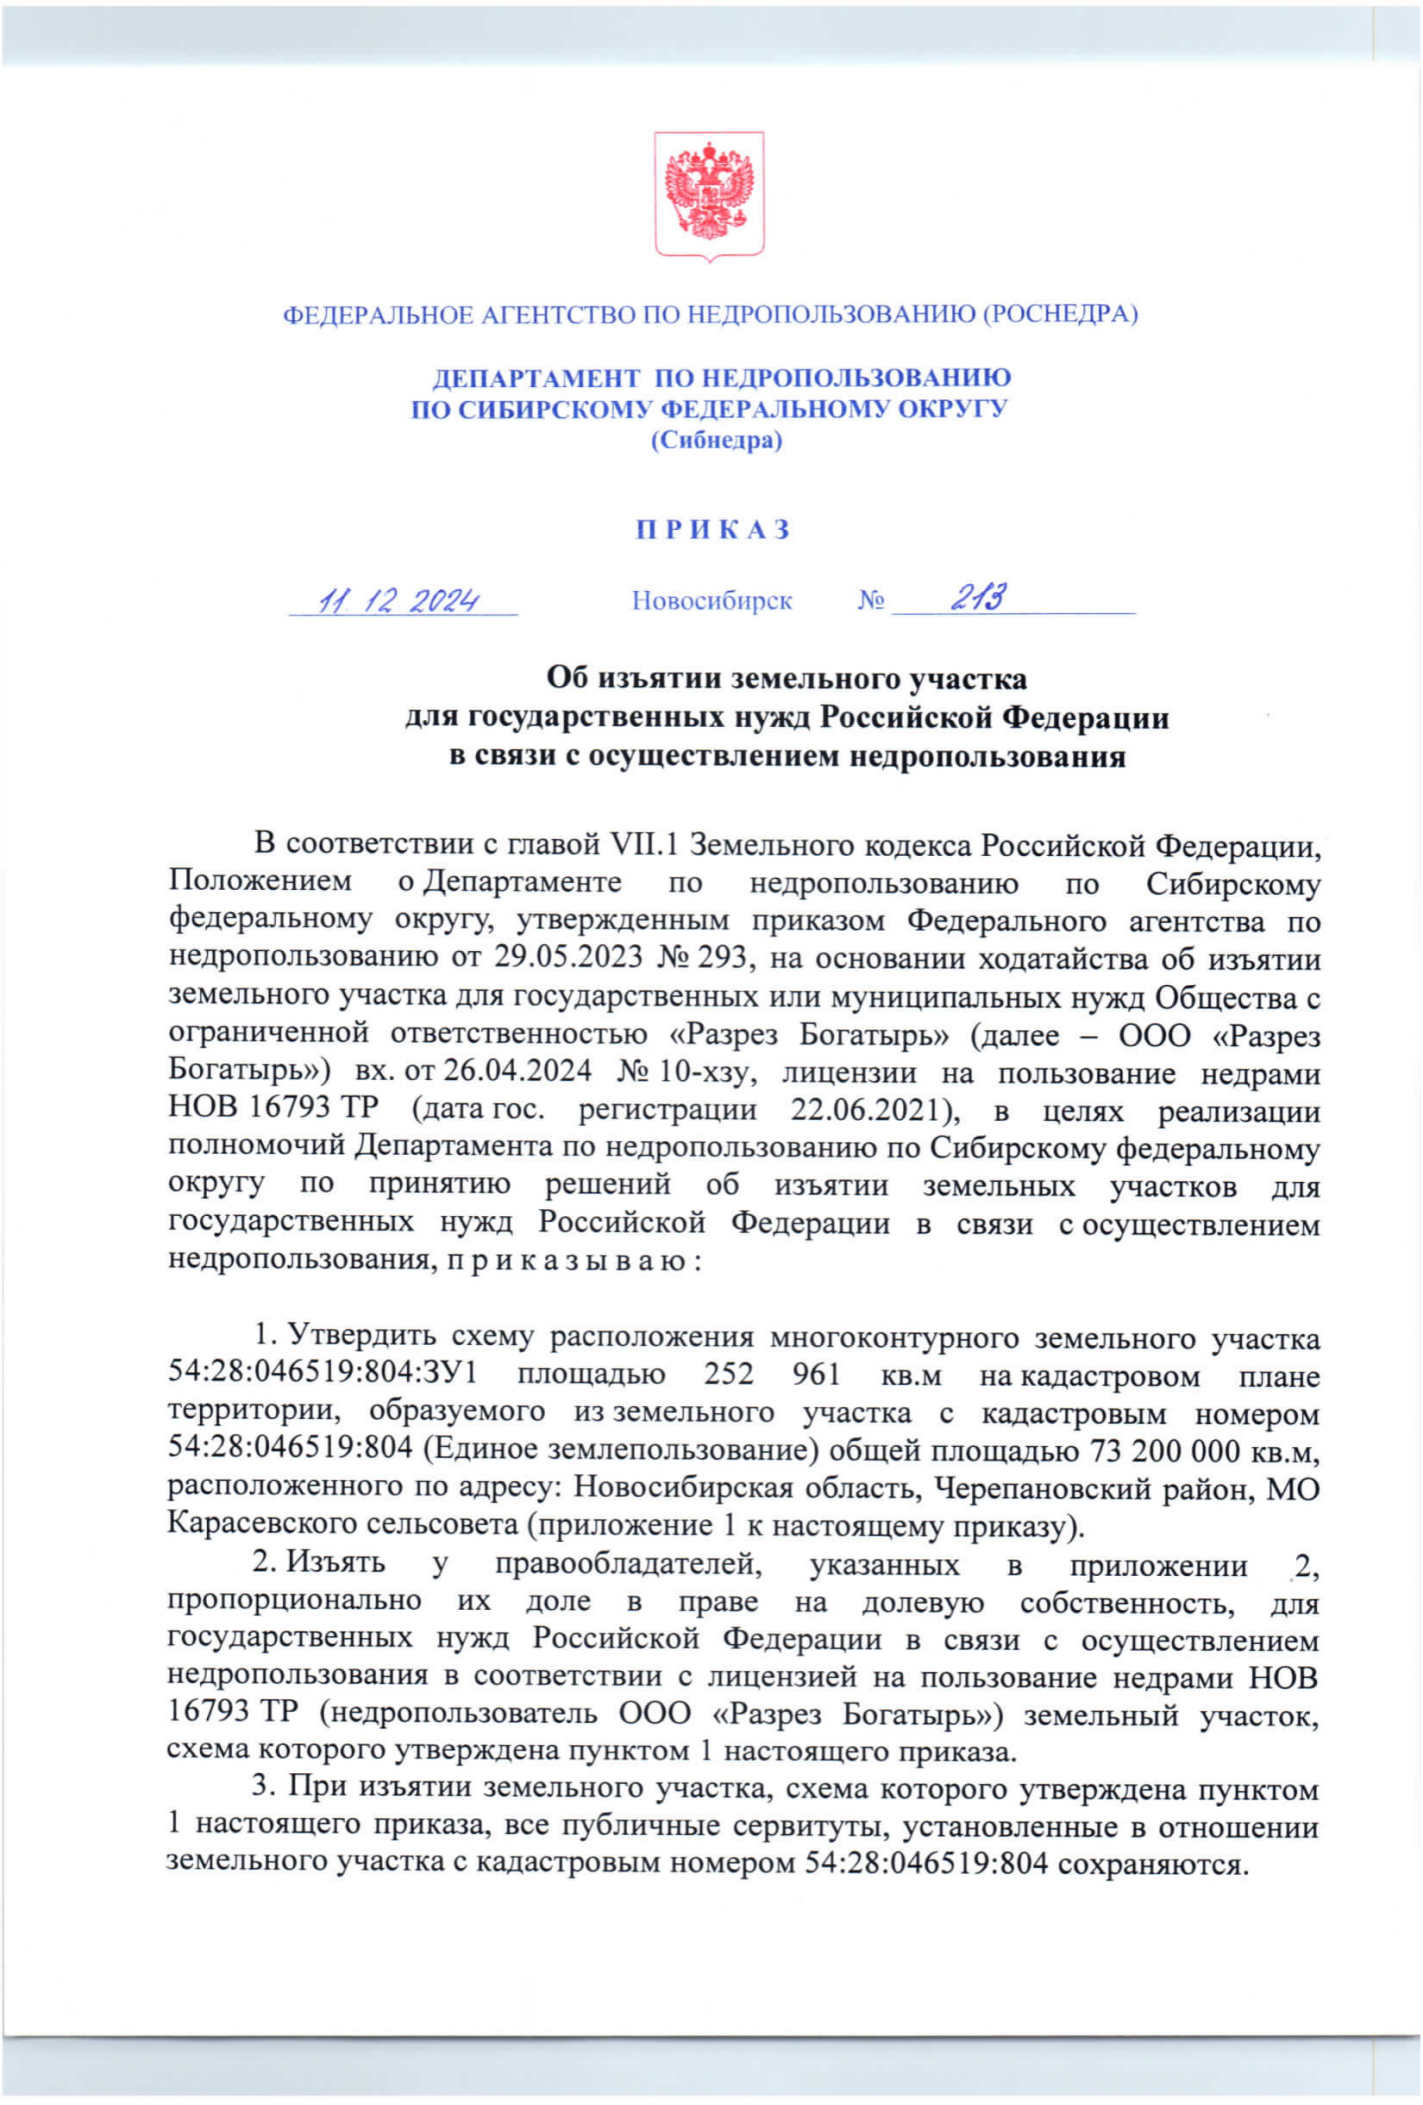 ФЕДЕРАЛЬНОЕ АГЕНТСТВО ПО НЕДРОПОЛЬЗОВАНИЮ (РОСНЕДРА)
ДЕПАРТАМЕНТ ПО НЕДРОПОЛЬЗОВАНИЮ
ПО СИБИРСКОМУ ФЕДЕРАЛЬНОМУ ОКРУГУ
(Сибнедра)
П Р И К А З
11 12 2024 Новосибирск № 213
Об изъятии земельного участка
для государственных нужд Российской Федерации
в связи с осуществлением недропользования
В соответствии с главой VII.1 Земельного кодекса Российской Федерации,
Положением о Департаменте по недропользованию по Сибирскому
федеральному округу, утвержденным приказом Федерального агентства по
недропользованию от 29.05.2023 № 293, на основании ходатайства об изъятии
земельного участка для государственных или муниципальных нужд Общества с
ограниченной ответственностью «Разрез Богатырь» (далее – ООО «Разрез
Богатырь») вх. от 26.04.2024 № 10-хзу, лицензии на пользование недрами
НОВ 16793 ТР (дата гос. регистрации 22.06.2021), в целях реализации
полномочий Департамента по недропользованию по Сибирскому федеральному
округу по принятию решений об изъятии земельных участков для
государственных нужд Российской Федерации в связи с осуществлением
недропользования, п р и к а з ы в а ю :
1. Утвердить схему расположения многоконтурного земельного участка
54:28:046519:804:ЗУ1 площадью 252 961 кв.м на кадастровом плане
территории, образуемого из земельного участка с кадастровым номером
54:28:046519:804 (Единое землепользование) общей площадью 73 200 000 кв.м,
расположенного по адресу: Новосибирская область, Черепановский район, МО
Карасевского сельсовета (приложение 1 к настоящему приказу).
2. Изъять у правообладателей, указанных в приложении 2,
пропорционально их доле в праве на долевую собственность, для
государственных нужд Российской Федерации в связи с осуществлением
недропользования в соответствии с лицензией на пользование недрами НОВ
16793 ТР (недропользователь ООО «Разрез Богатырь») земельный участок,
схема которого утверждена пунктом 1 настоящего приказа.
3. При изъятии земельного участка, схема которого утверждена пунктом
1 настоящего приказа, все публичные сервитуты, установленные в отношении
земельного участка с кадастровым номером 54:28:046519:804 сохраняются.